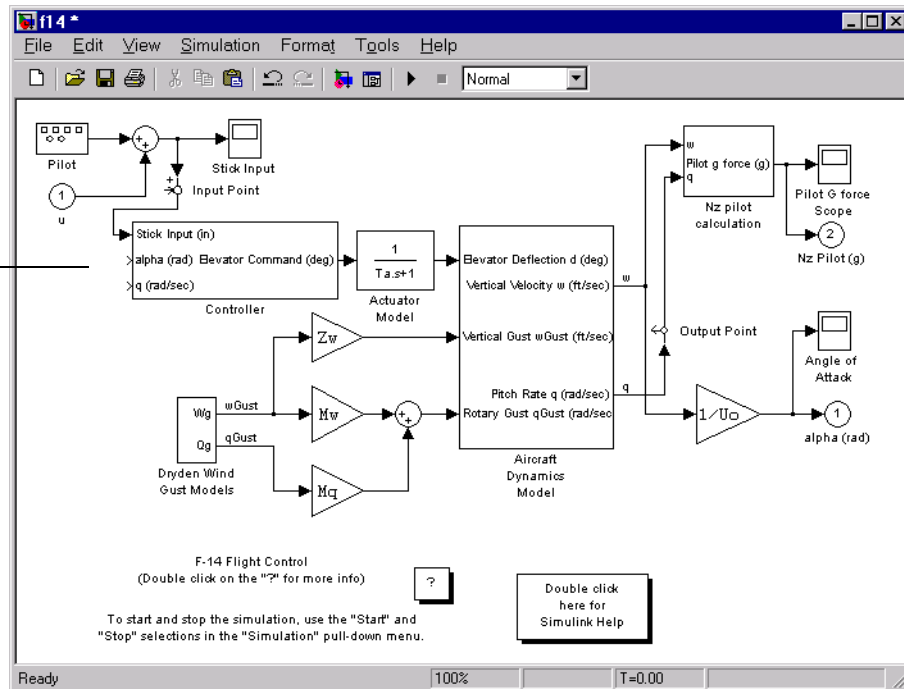 f14 *
File Edit View Simulation Format Tools Help
Normal
Pilot
Stick Input
1
u
Input Point
Stick Input (in)
alpha (rad) Elevator Command (deg)
q (rad/sec)
Controller
1
Ta.s+1
Actuator
Model
Elevator Deflection d (deg)
Vertical Velocity w (ft/sec)
Vertical Gust wGust (ft/sec)
Pitch Rate q (rad/sec)
Rotary Gust qGust (rad/sec
Aircraft
Dynamics
Model
w
q
w
Pilot g force (g)
q
Nz pilot
calculation
Pilot G force
Scope
2
Nz Pilot (g)
Output Point
Angle of
Attack
1/Uo
1
alpha (rad)
Zw
Mw
Mq
Wg
Qg
wGust
qGust
Dryden Wind
Gust Models
F-14 Flight Control
(Double click on the "?" for more info)
?
To start and stop the simulation, use the "Start" and
"Stop" selections in the "Simulation" pull-down menu.
Double click
here for
Simulink Help
Ready 100% T=0.00